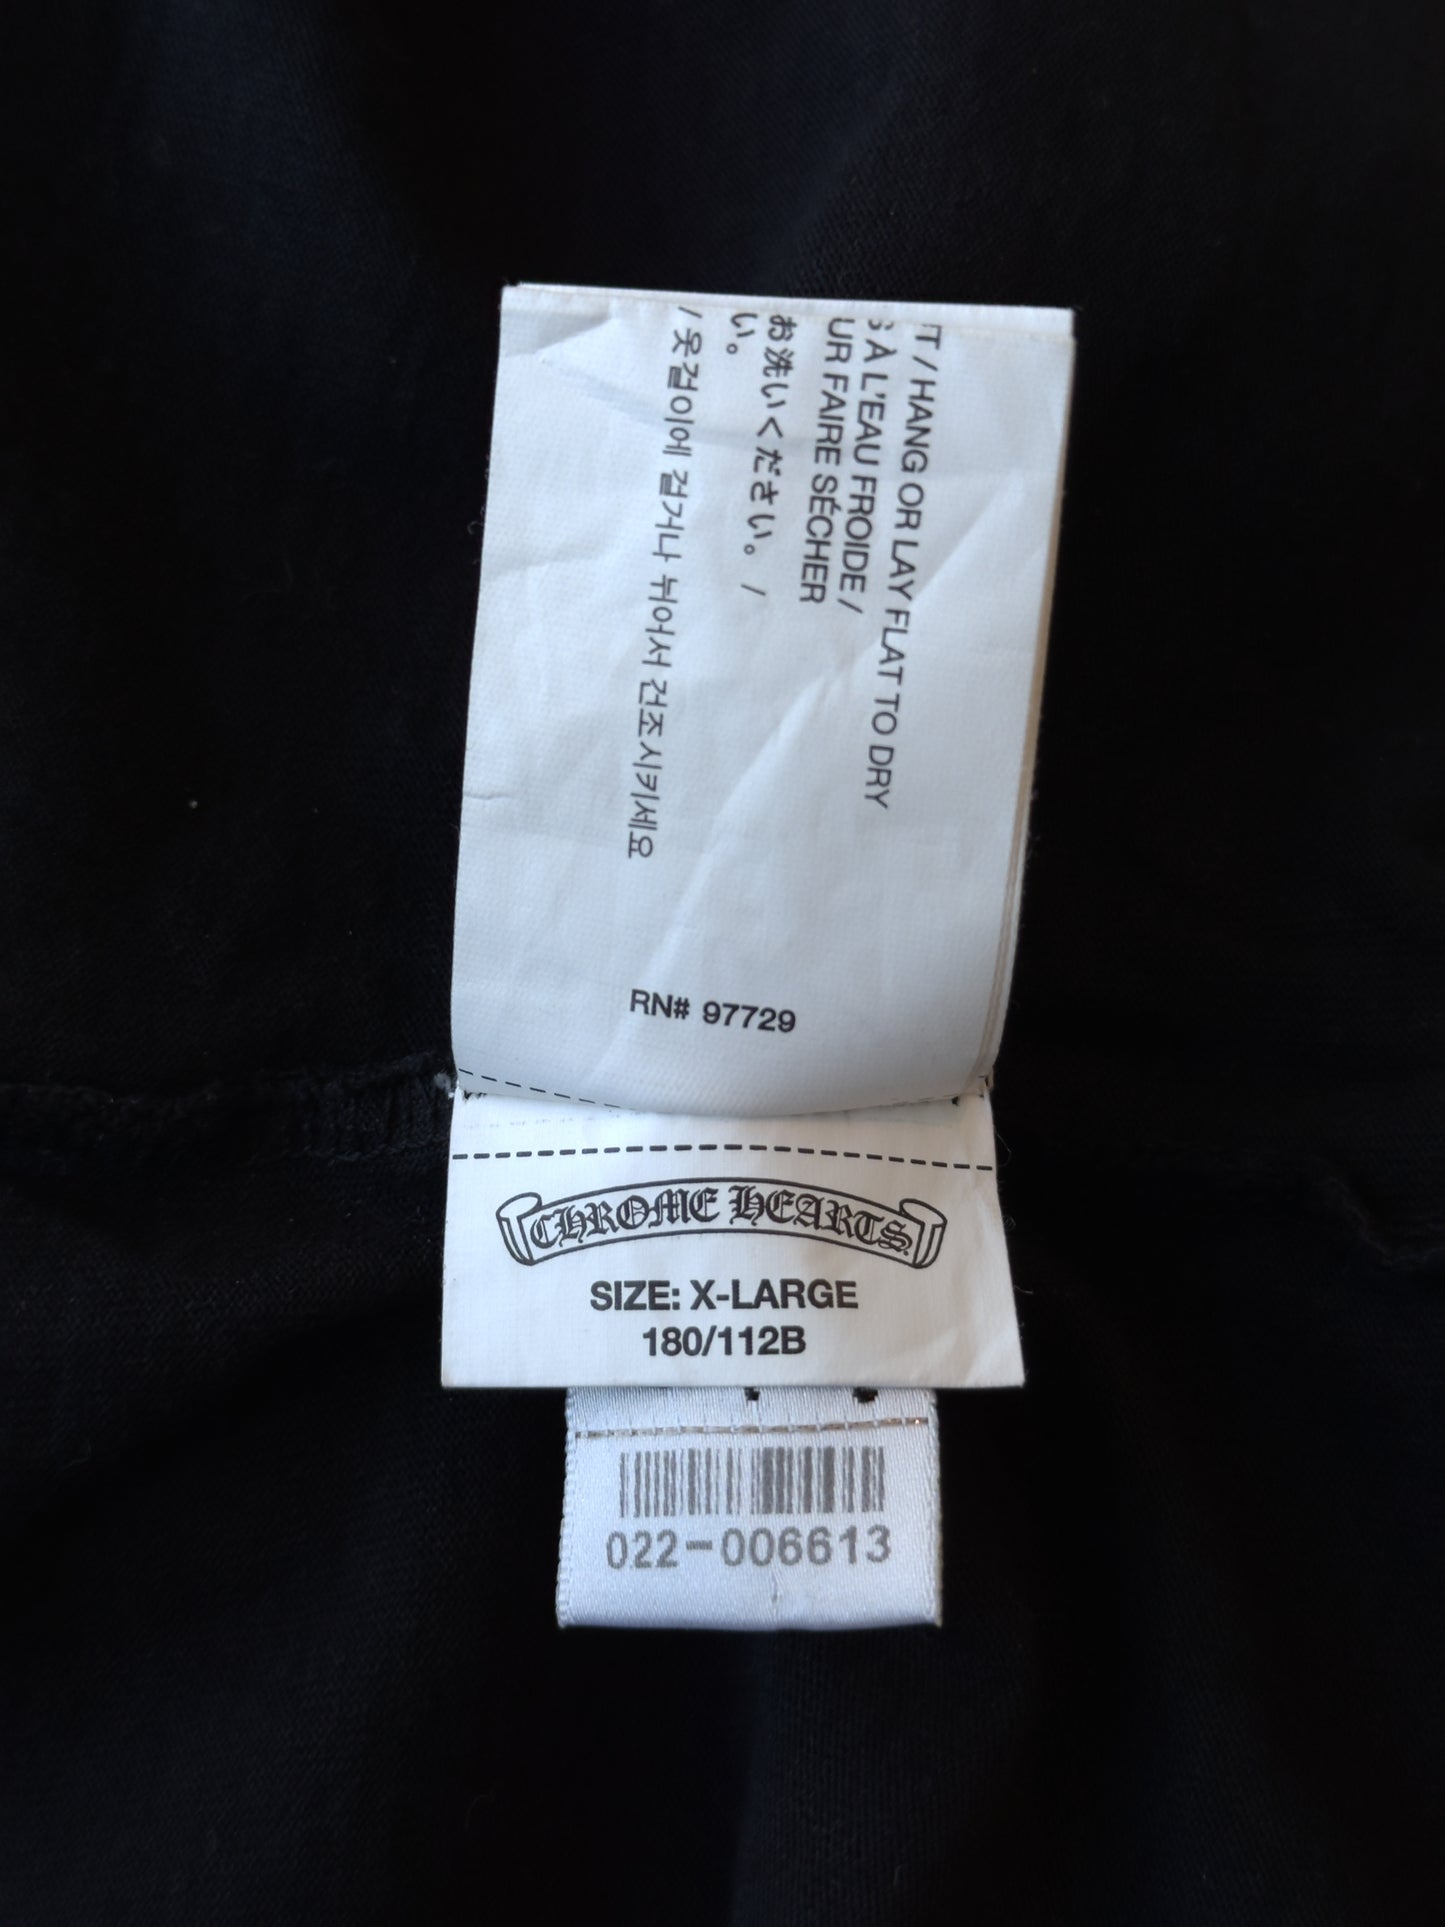 T / HANG OR LAY FLAT TO DRY
S À L'EAU FROIDE /
UR FAIRE SÉCHER
お洗いください。 /
い。
/ 옷걸이에 걸거나 뉘어서 건조시키세요
RN# 97729
CHROME HEARTS
SIZE: X-LARGE
180/112B
022-006613